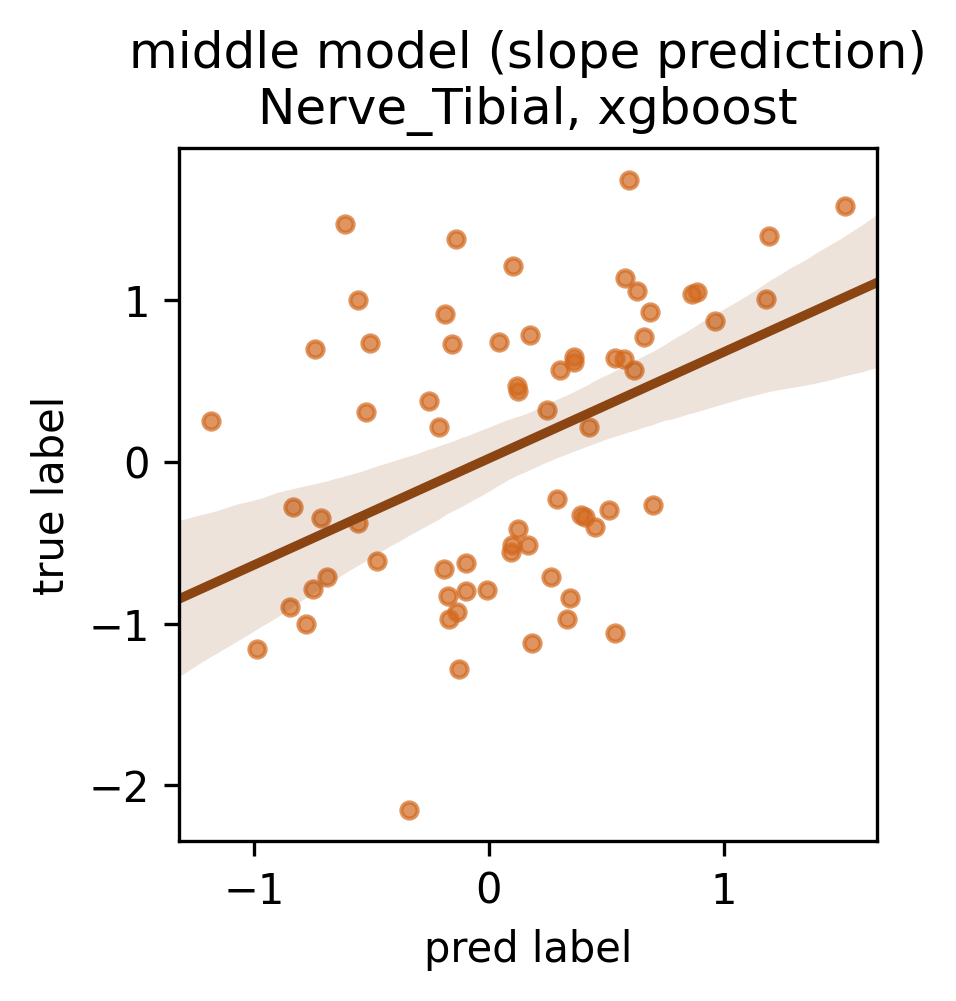 middle model (slope prediction)
Nerve_Tibial, xgboost
1
0
−1
−2
true label
−1
0
1
pred label